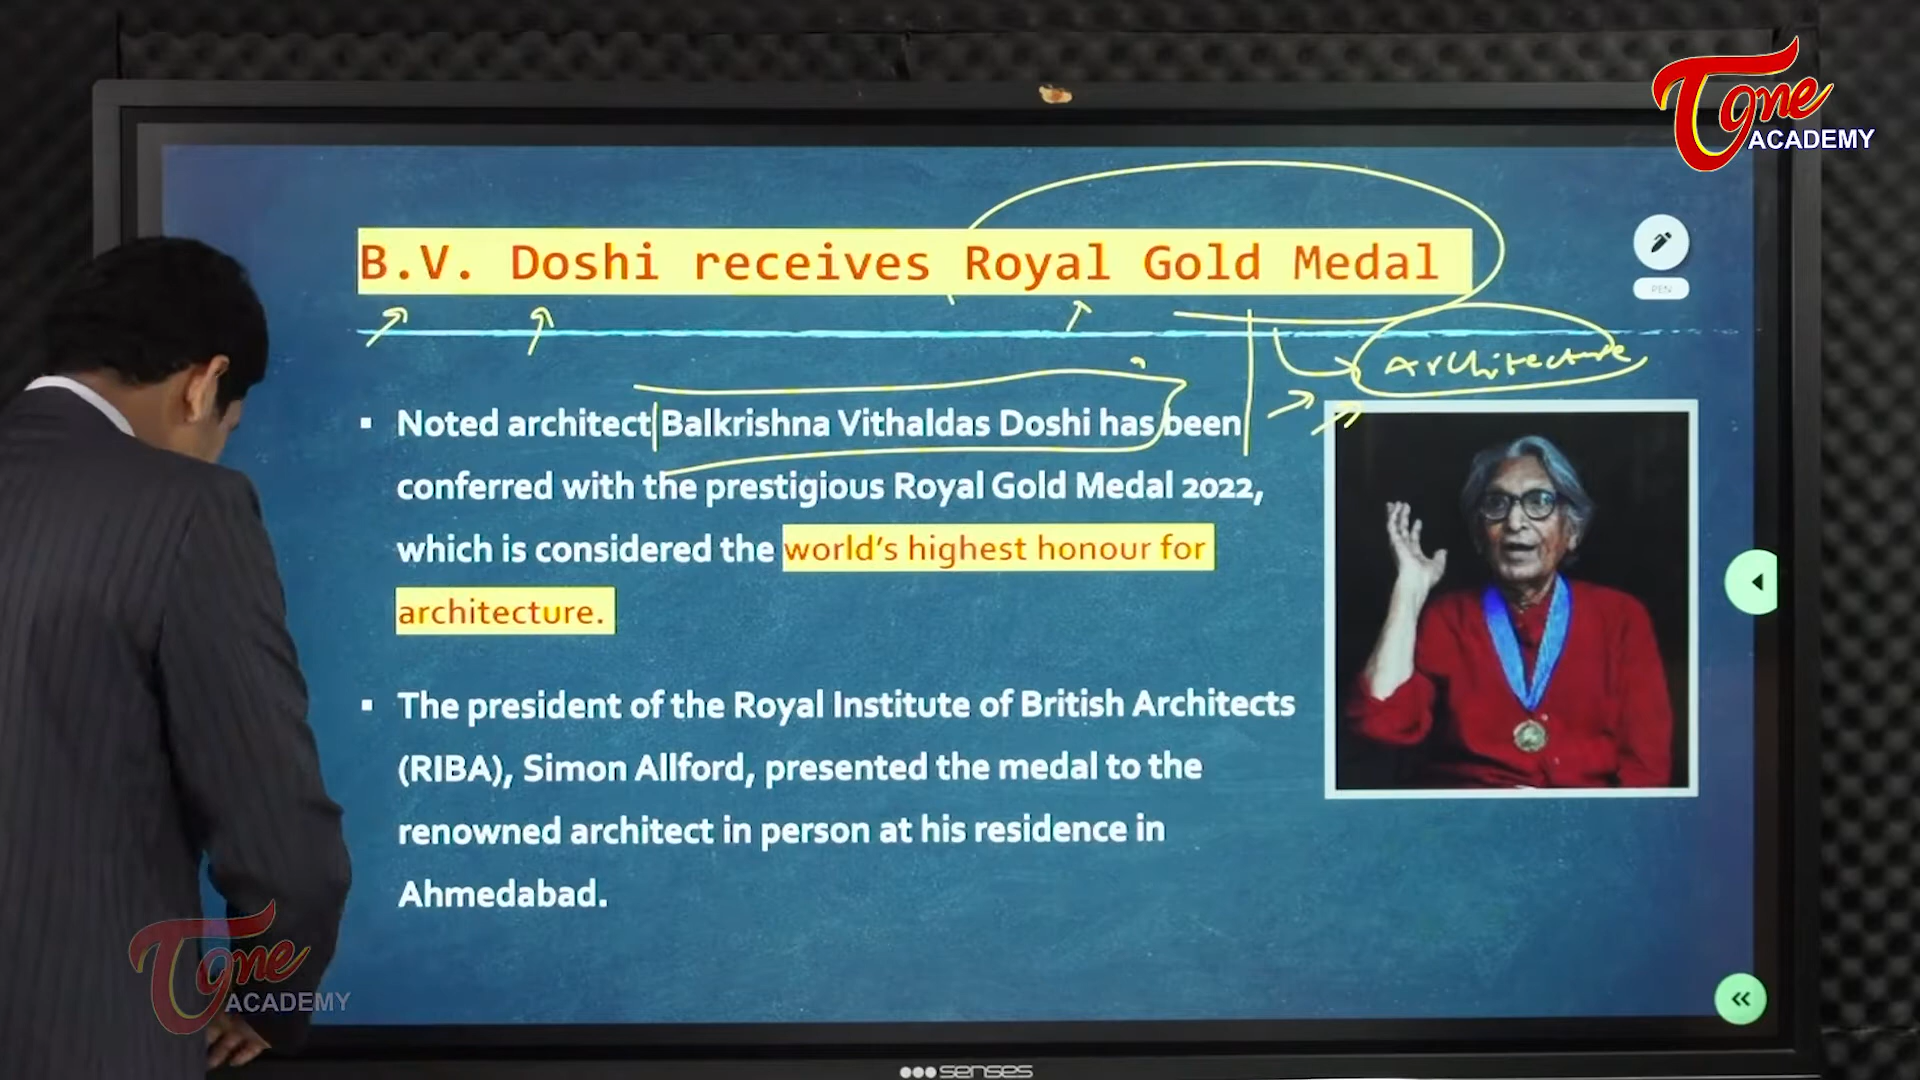 Tone
ACADEMY
B.V. Doshi receives Royal Gold Medal
PEN
Architecture
Noted architect Balkrishna Vithaldas Doshi has been
conferred with the prestigious Royal Gold Medal 2022,
which is considered the world's highest honour for
architecture.
The president of the Royal Institute of British Architects
(RIBA), Simon Allford, presented the medal to the
renowned architect in person at his residence in
Ahmedabad.
Tone
ACADEMY
senses